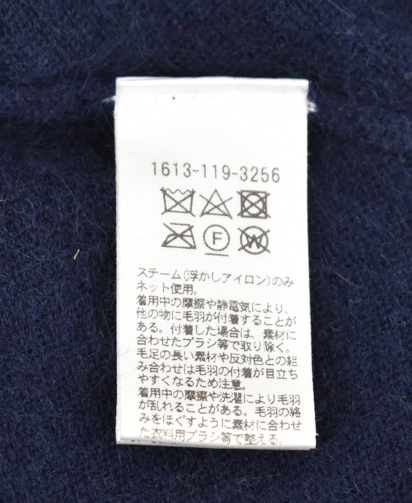 1613-119-3256
F W
スチーム(浮かしアイロン)のみ
ネット使用。
着用中の摩擦や静電気により、
他の物に毛羽が付着することが
ある。付着した場合は、素材に
合わせたブラシ等で取り除く。
毛足の長い素材や反対色との組
み合わせは毛羽の付着が目立ち
やすくなるため注意。
着用中の摩擦や洗濯により毛羽
が乱れることがある。毛羽の絡
みをほぐすように素材に合わせ
た衣料用ブラシ等で整える。